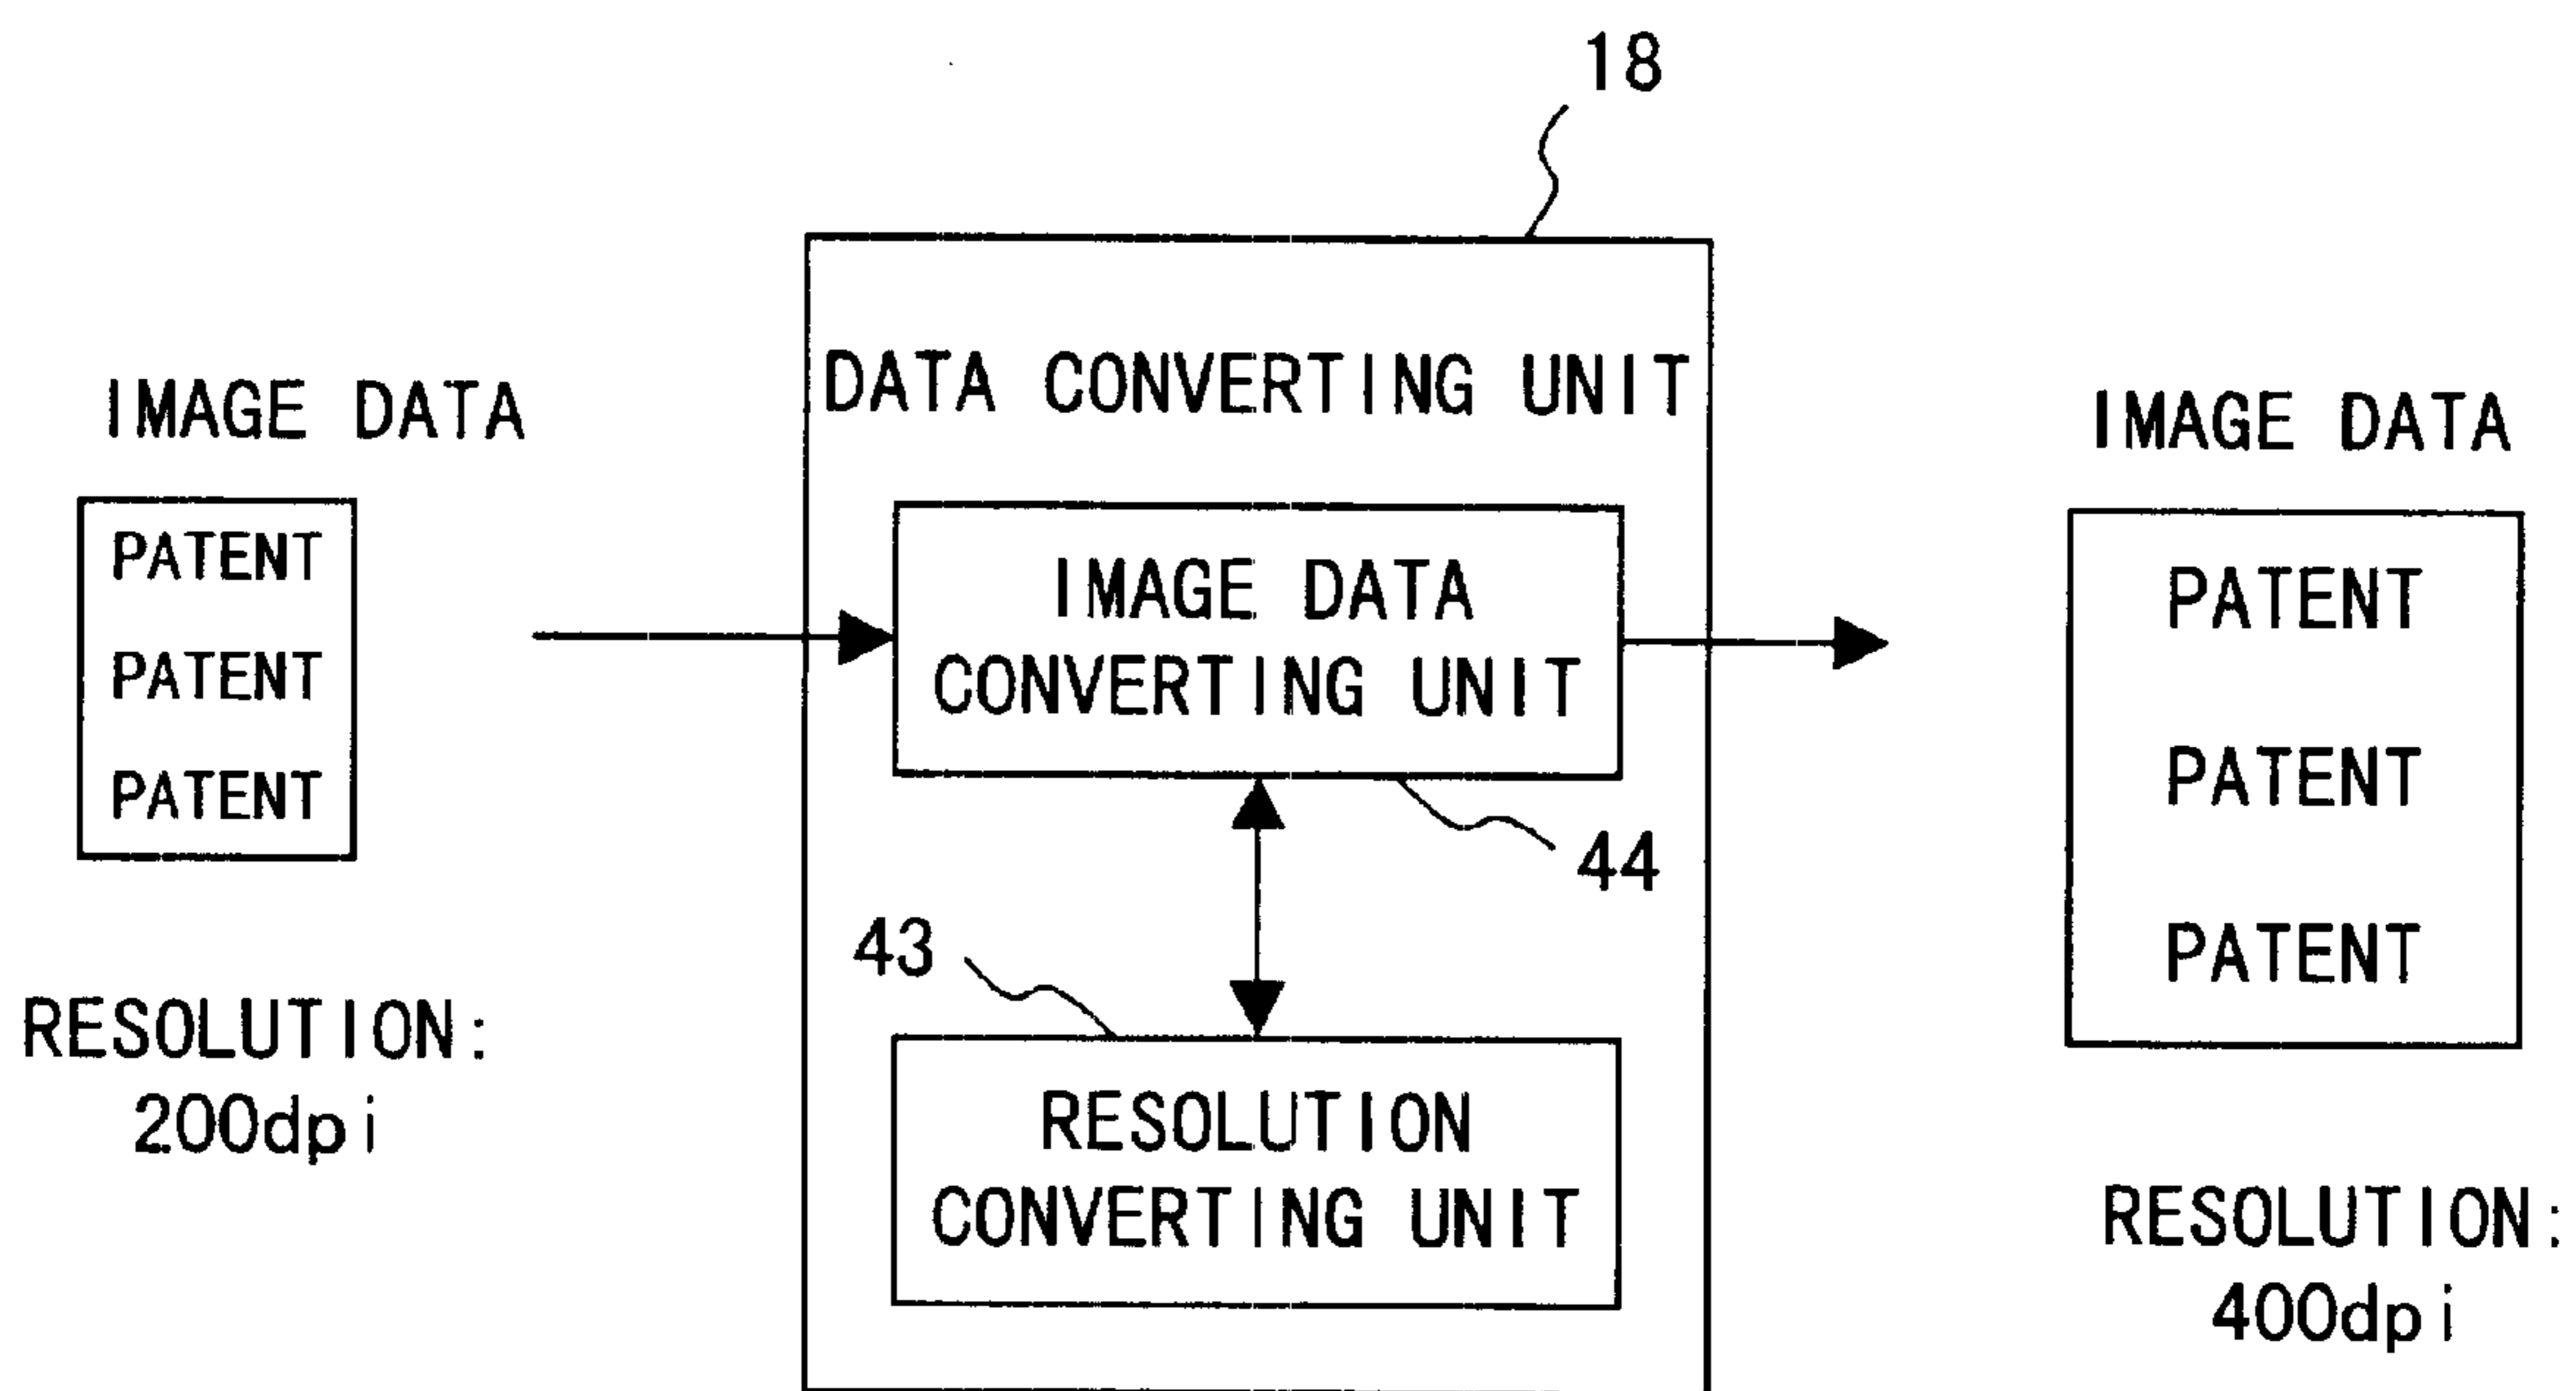 18
IMAGE DATA
PATENT
PATENT
PATENT
RESOLUTION:
200dpi
DATA CONVERTING UNIT
IMAGE DATA
CONVERTING UNIT
44
43
RESOLUTION
CONVERTING UNIT
IMAGE DATA
PATENT
PATENT
PATENT
RESOLUTION:
400dpi